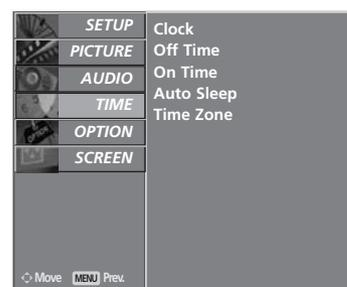 SETUP
PICTURE
AUDIO
TIME
OPTION
SCREEN
Clock
Off Time
On Time
Auto Sleep
Time Zone
Move MENU Prev.